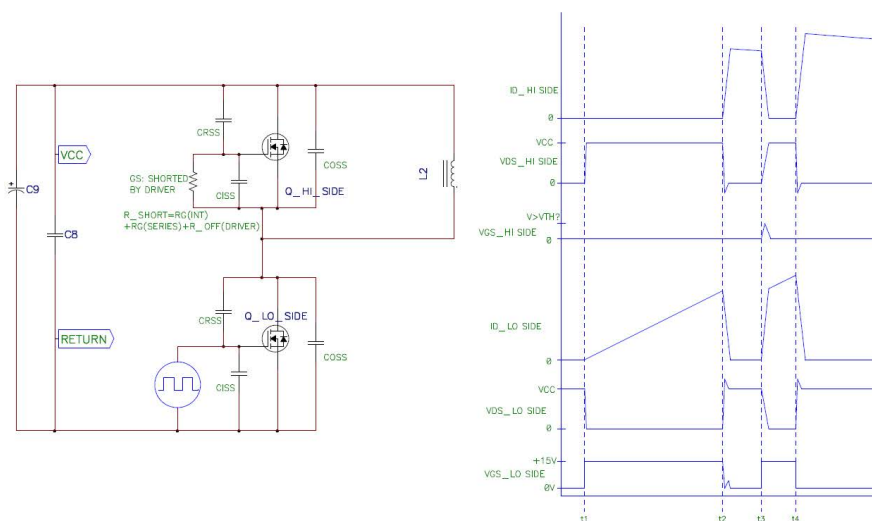 CRSS
VCC
GS: SHORTED
BY DRIVER
CISS
COSS
Q_HI_SIDE
L2
C9
+
C8
R_SHORT=RG(INT)
+RG(SERIES)+R_OFF(DRIVER)
CRSS
Q_LO_SIDE
RETURN
CISS
COSS
ID_HI SIDE
0
VCC
VDS_HI SIDE
0
V>VTH?
VGS_HI SIDE
0
ID_LO SIDE
0
VCC
VDS_LO SIDE
0
+15V
VGS_LO SIDE
0V
t1
t2
t3
t4